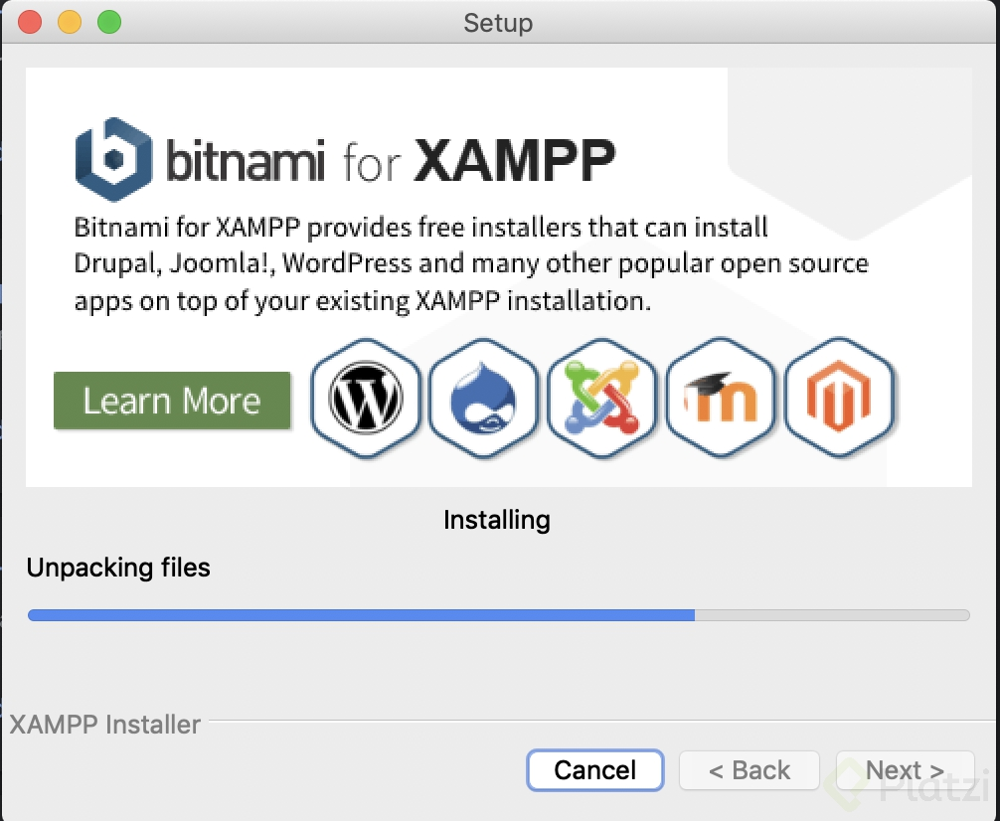 Setup
bitnami for XAMPP
Bitnami for XAMPP provides free installers that can install
Drupal, Joomla!, WordPress and many other popular open source
apps on top of your existing XAMPP installation.
Learn More
Installing
Unpacking files
XAMPP Installer
Cancel
< Back
Next >
Platzi